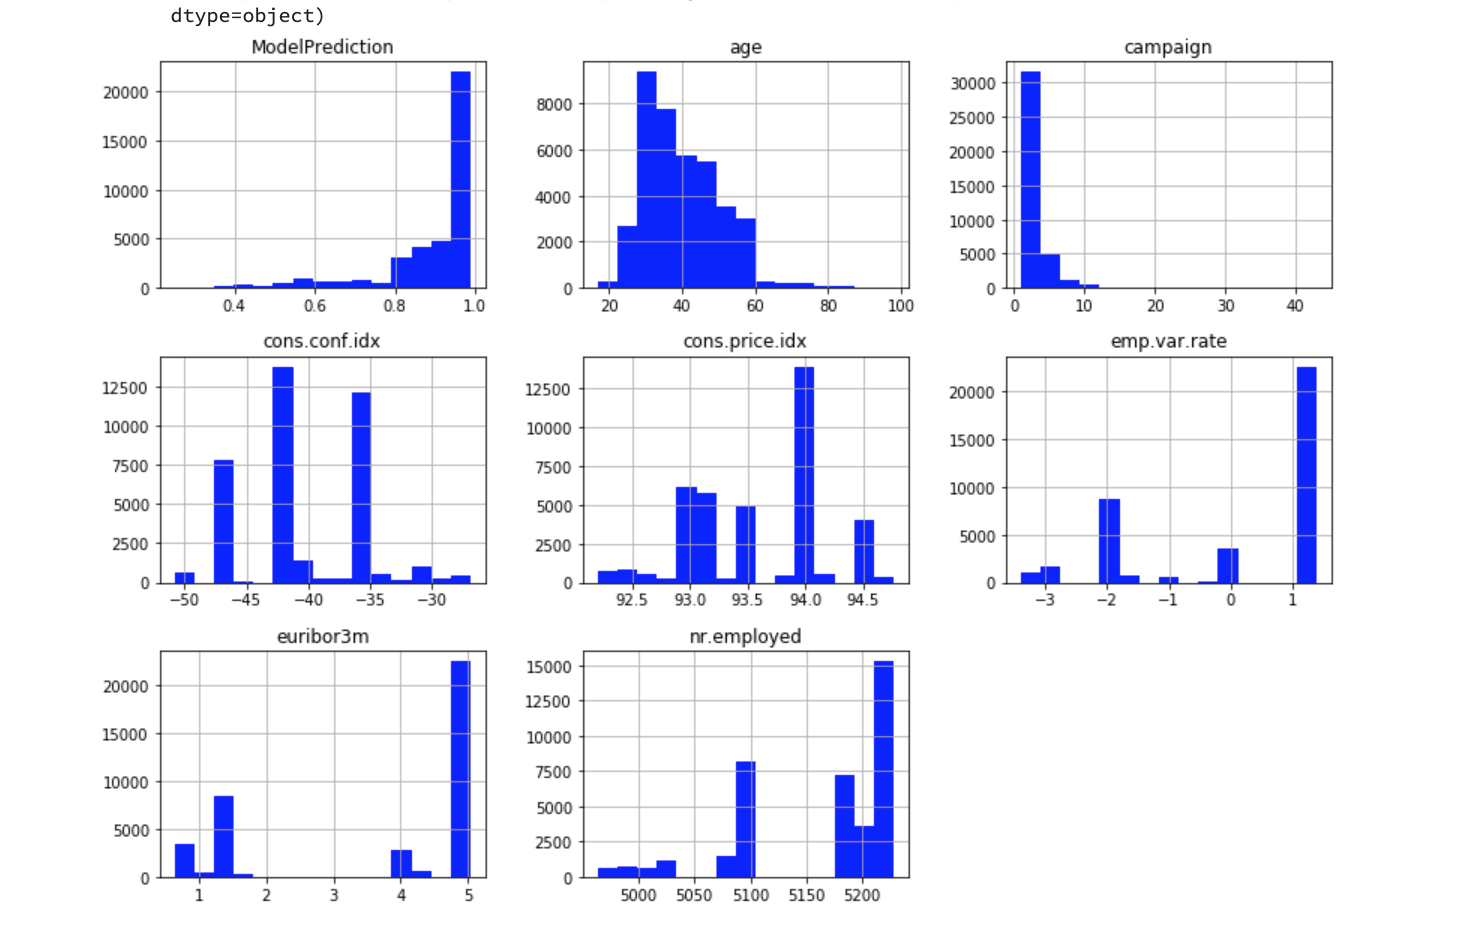 dtype=object)
ModelPrediction
20000
15000
10000
5000
0
0.4 0.6 0.8 1.0
age
8000
6000
4000
2000
0
20 40 60 80 100
campaign
30000
25000
20000
15000
10000
5000
0
0 10 20 30 40
cons.conf.idx
12500
10000
7500
5000
2500
0
−50 −45 −40 −35 −30
cons.price.idx
12500
10000
7500
5000
2500
0
92.5 93.0 93.5 94.0 94.5
emp.var.rate
20000
15000
10000
5000
0
−3 −2 −1 0 1
euribor3m
20000
15000
10000
5000
0
1 2 3 4 5
nr.employed
15000
12500
10000
7500
5000
2500
0
5000 5050 5100 5150 5200